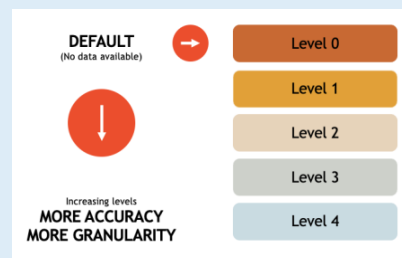 DEFAULT
(No data available)
Level 0
Level 1
Level 2
Level 3
Level 4
Increasing levels
MORE ACCURACY
MORE GRANULARITY